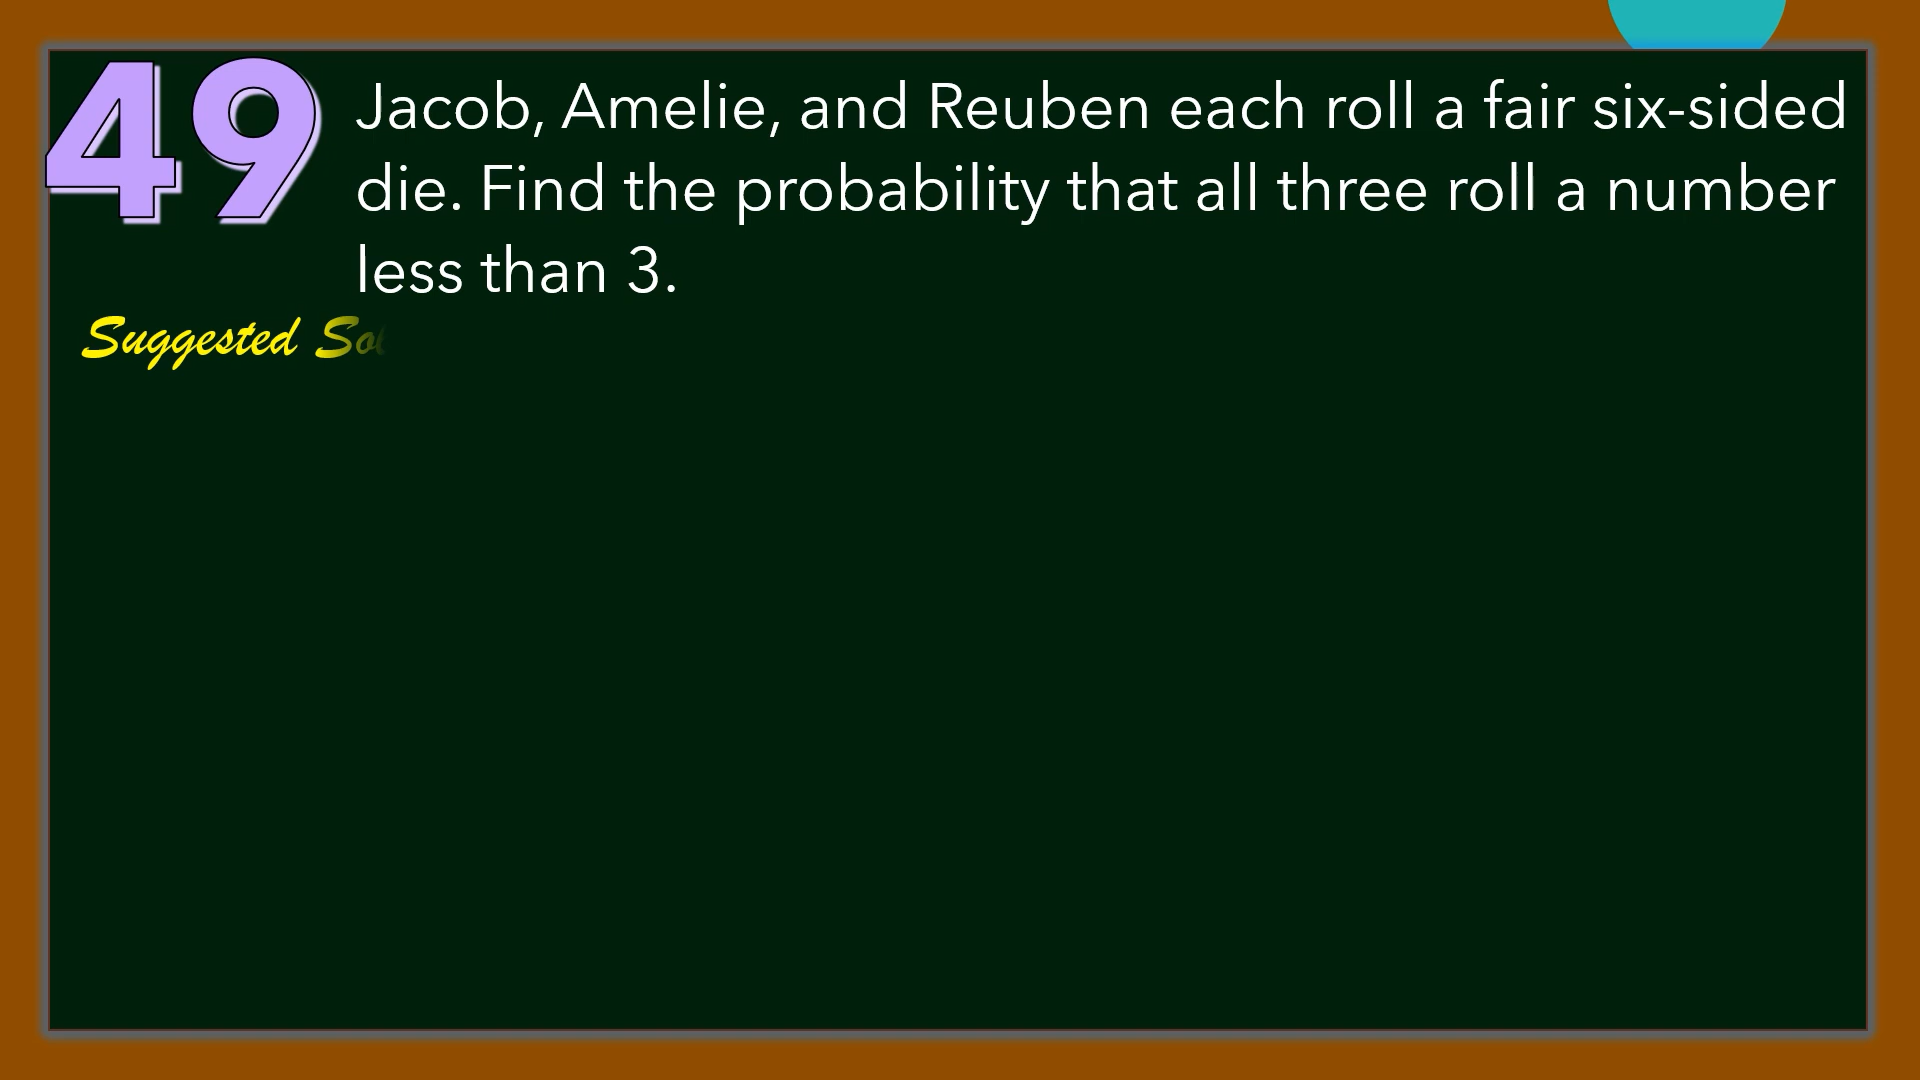 49
Jacob, Amelie, and Reuben each roll a fair six-sided
die. Find the probability that all three roll a number
less than 3.
Suggested